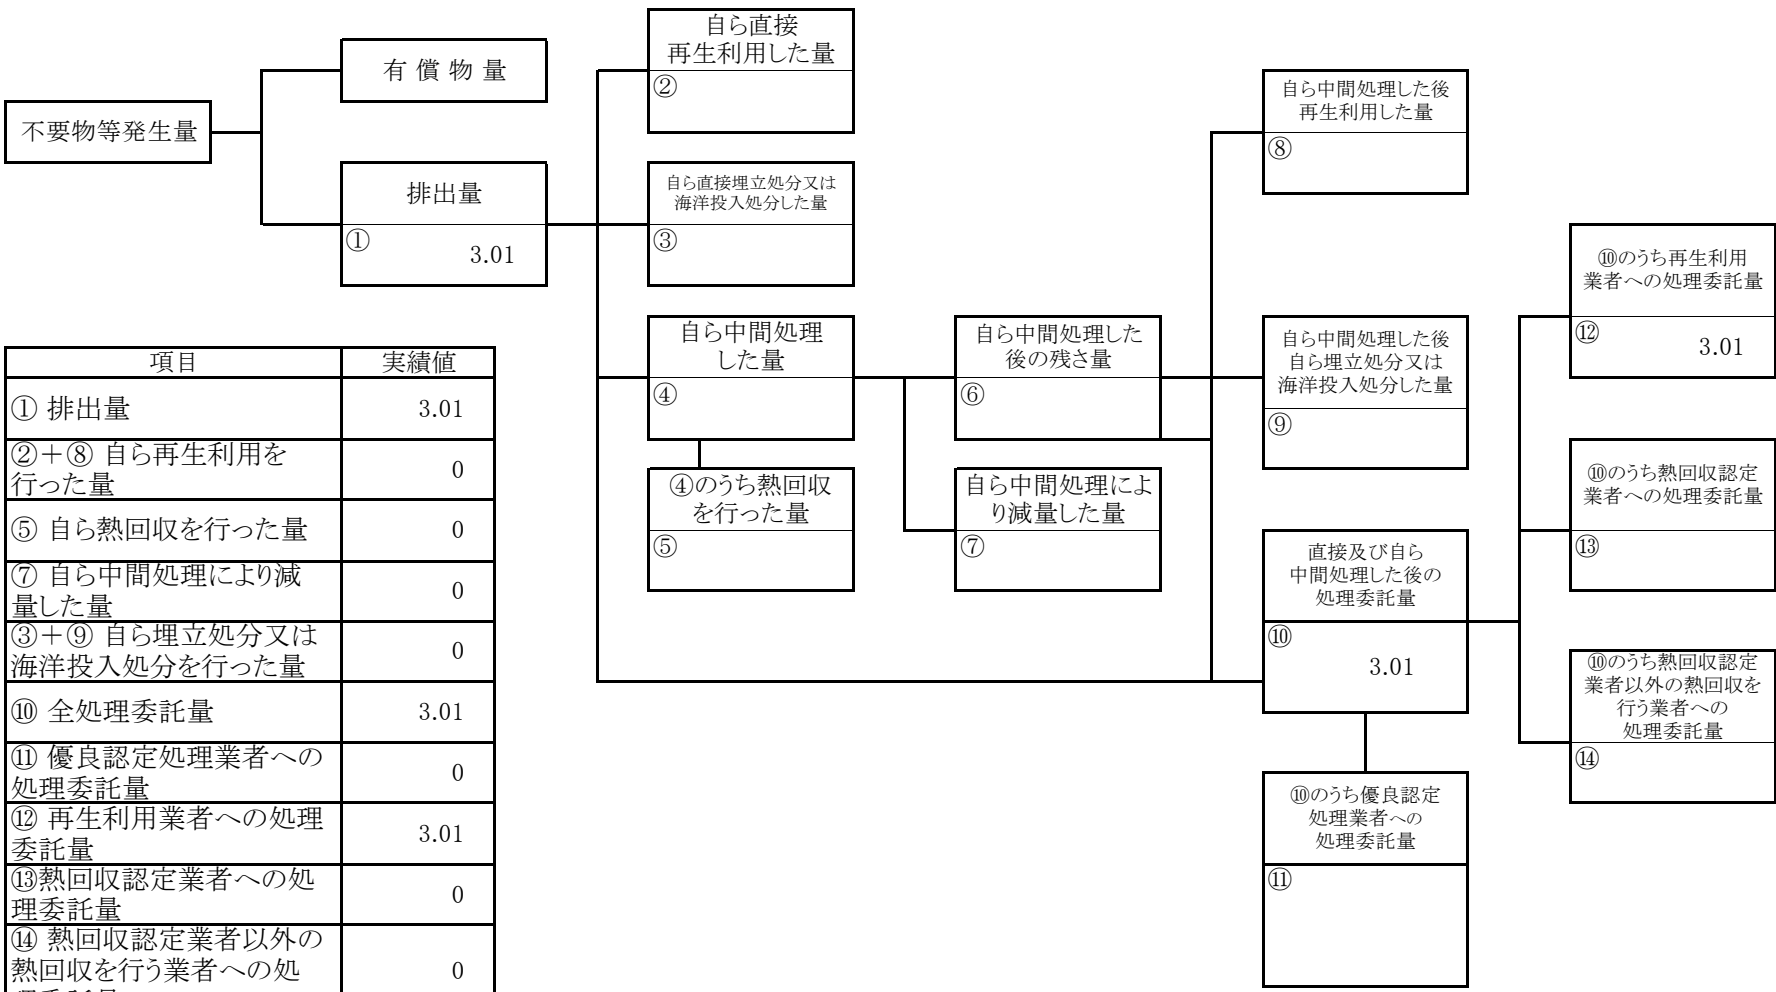 不要物等発生量
有償物量
排出量
①
3.01
自ら直接
再生利用した量
②
自ら直接埋立処分又は
海洋投入処分した量
③
自ら中間処理
した量
④
④のうち熱回収
を行った量
⑤
自ら中間処理した
後の残さ量
⑥
自ら中間処理によ
り減量した量
⑦
自ら中間処理した後
再生利用した量
⑧
自ら中間処理した後
自ら埋立処分又は
海洋投入処分した量
⑨
直接及び自ら
中間処理した後の
処理委託量
⑩
3.01
⑩のうち優良認定
処理業者への
処理委託量
⑪
⑩のうち再生利用
業者への処理委託量
⑫
3.01
⑩のうち熱回収認定
業者への処理委託量
⑬
⑩のうち熱回収認定
業者以外の熱回収を
行う業者への
処理委託量
⑭
項目 実績値
① 排出量 3.01
②＋⑧ 自ら再生利用を
行った量 0
⑤ 自ら熱回収を行った量 0
⑦ 自ら中間処理により減
量した量 0
③＋⑨ 自ら埋立処分又は
海洋投入処分を行った量 0
⑩ 全処理委託量 3.01
⑪ 優良認定処理業者への
処理委託量 0
⑫ 再生利用業者への処理
委託量 3.01
⑬熱回収認定業者への処
理委託量 0
⑭ 熱回収認定業者以外の
熱回収を行う業者への処 0